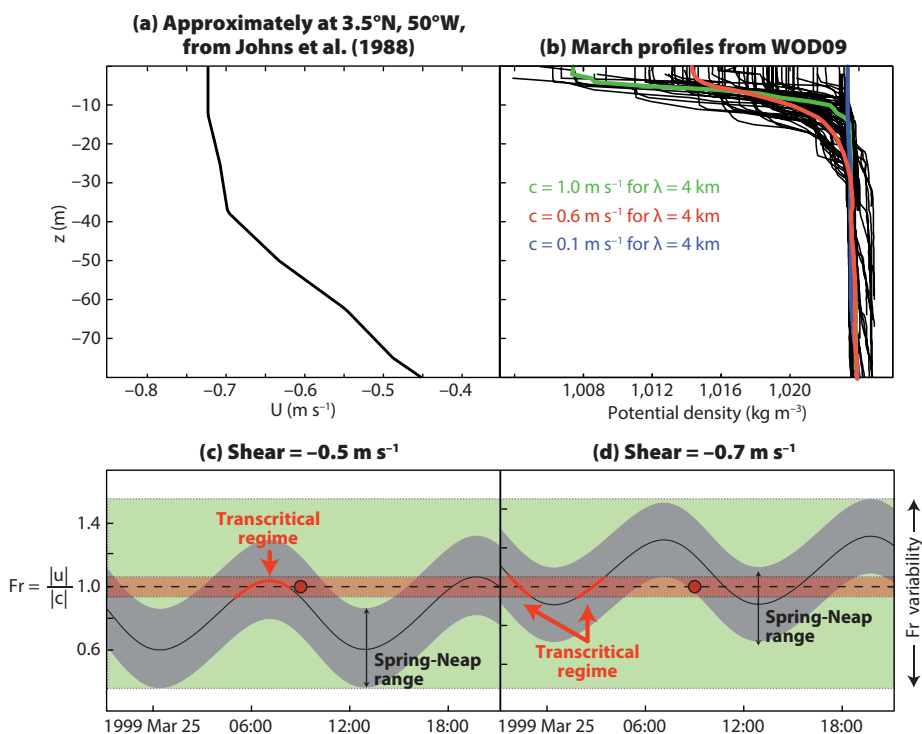 (a) Approximately at 3.5°N, 50°W,
from Johns et al. (1988)
(b) March profiles from WOD09
z (m)
−10
−20
−30
−40
−50
−60
−70
−0.8
−0.7
−0.6
−0.5
−0.4
U (m s⁻¹)
c = 1.0 m s⁻¹ for λ = 4 km
c = 0.6 m s⁻¹ for λ = 4 km
c = 0.1 m s⁻¹ for λ = 4 km
1,008
1,012
1,016
1,020
Potential density (kg m⁻³)
(c) Shear = −0.5 m s⁻¹
(d) Shear = −0.7 m s⁻¹
Fr = |u|
|c|
1.4
1.0
0.6
Transcritical
regime
Spring-Neap
range
1999 Mar 25
06:00
12:00
18:00
Transcritical
regime
Spring-Neap
range
1999 Mar 25
06:00
12:00
18:00
Fr variability